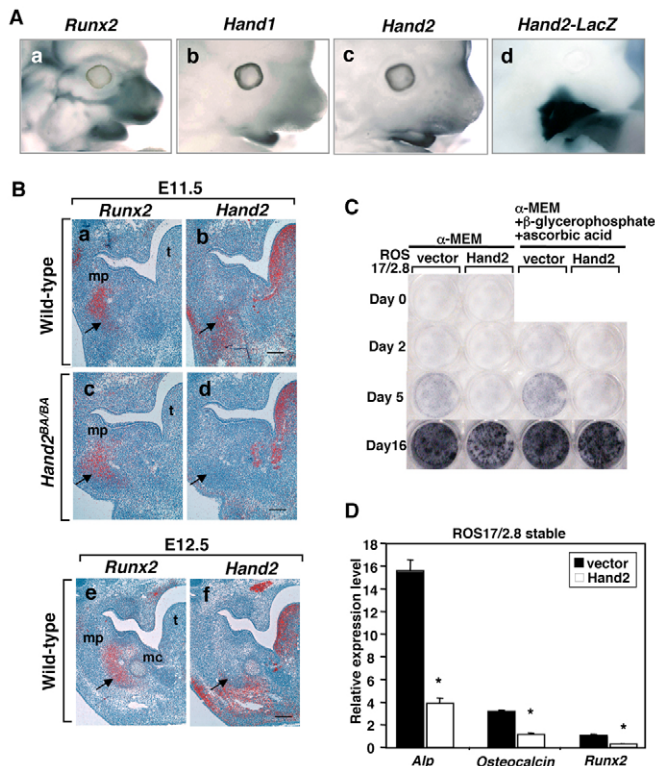 A
Runx2
Hand1
Hand2
Hand2-LacZ
a
b
c
d
B
E11.5
Runx2
Hand2
Wild-type
a
mp
b
t
Hand2BA/BA
c
mp
d
t
E12.5
Runx2
Hand2
Wild-type
e
mp
mc
f
t
C
α-MEM
α-MEM
+β-glycerophosphate
+ascorbic acid
ROS
17/2.8
vector
Hand2
vector
Hand2
Day 0
Day 2
Day 5
Day16
D
ROS17/2.8 stable
Relative expression level
18
16
14
12
10
8
6
4
2
0
vector
Hand2
*
*
*
Alp
Osteocalcin
Runx2